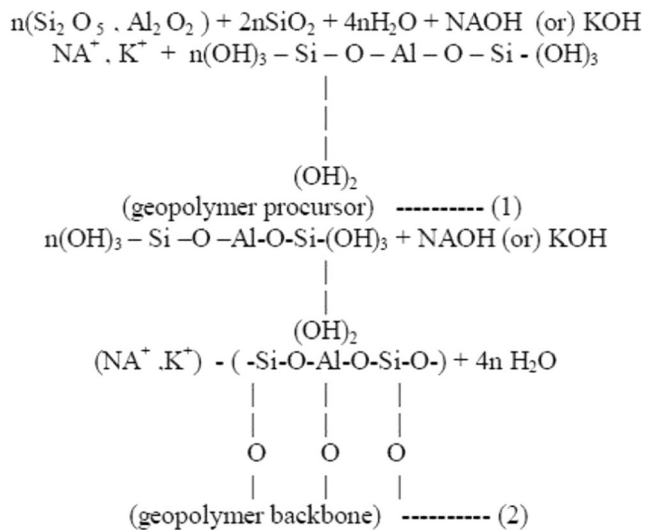 n(Si₂ O₅ . Al₂ O₂ ) + 2nSiO₂ + 4nH₂O + NAOH (or) KOH
NA⁺ . K⁺ + n(OH)₃ – Si – O – Al – O – Si - (OH)₃
|
|
|
|
(OH)₂
(geopolymer procursor) ---------- (1)
n(OH)₃ – Si –O –Al-O-Si-(OH)₃ + NAOH (or) KOH
|
|
(OH)₂
(NA⁺ .K⁺) - ( -Si-O-Al-O-Si-O-) + 4n H₂O
| | |
| | |
O O O
| | |
(geopolymer backbone) ---------- (2)